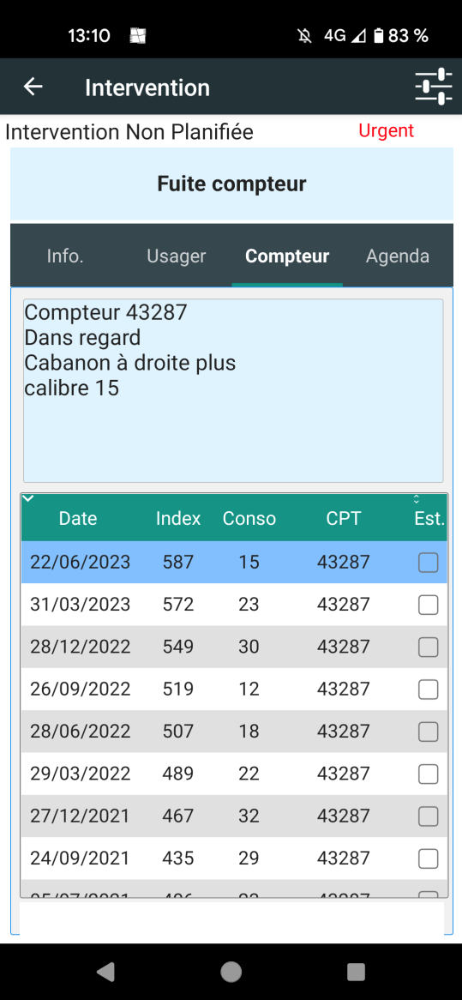 13:10 4G 83 %
Intervention
Intervention Non Planifiée Urgent
Fuite compteur
Info. Usager Compteur Agenda
Compteur 43287
Dans regard
Cabanon à droite plus
calibre 15
Date Index Conso CPT Est.
22/06/2023 587 15 43287
31/03/2023 572 23 43287
28/12/2022 549 30 43287
26/09/2022 519 12 43287
28/06/2022 507 18 43287
29/03/2022 489 22 43287
27/12/2021 467 32 43287
24/09/2021 435 29 43287